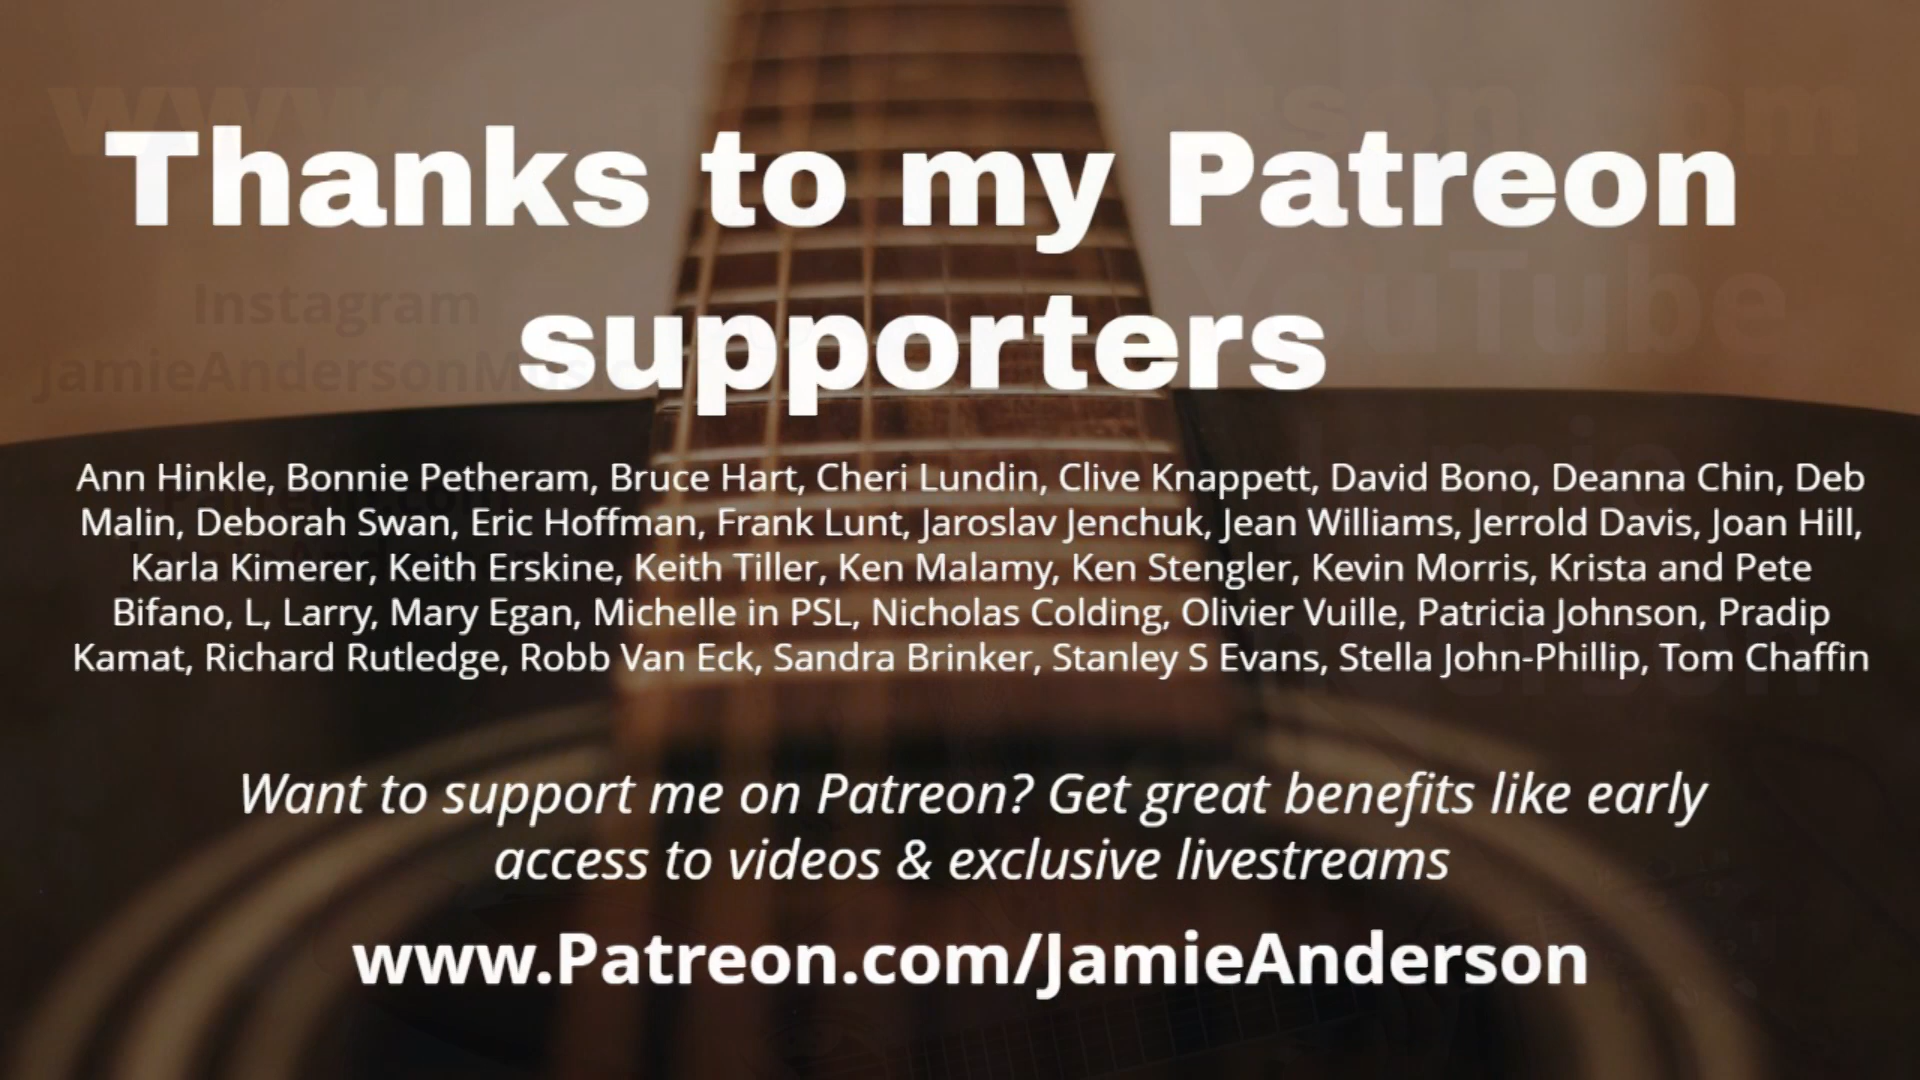 Thanks to my Patreon
supporters
Instagram
JamieAndersonMus
YouTube
Ann Hinkle, Bonnie Petheram, Bruce Hart, Cheri Lundin, Clive Knappett, David Bono, Deanna Chin, Deb
Malin, Deborah Swan, Eric Hoffman, Frank Lunt, Jaroslav Jenchuk, Jean Williams, Jerrold Davis, Joan Hill,
Karla Kimerer, Keith Erskine, Keith Tiller, Ken Malamy, Ken Stengler, Kevin Morris, Krista and Pete
Bifano, L, Larry, Mary Egan, Michelle in PSL, Nicholas Colding, Olivier Vuille, Patricia Johnson, Pradip
Kamat, Richard Rutledge, Robb Van Eck, Sandra Brinker, Stanley S Evans, Stella John-Phillip, Tom Chaffin
Want to support me on Patreon? Get great benefits like early
access to videos & exclusive livestreams
www.Patreon.com/JamieAnderson